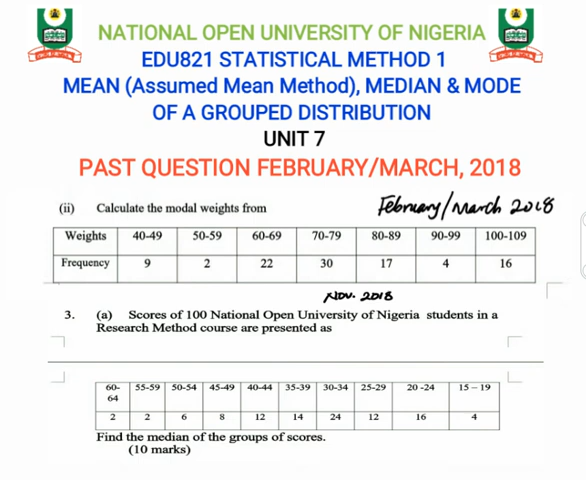 NATIONAL OPEN UNIVERSITY OF NIGERIA
EDU821 STATISTICAL METHOD 1
MEAN (Assumed Mean Method), MEDIAN & MODE
OF A GROUPED DISTRIBUTION
UNIT 7
PAST QUESTION FEBRUARY/MARCH, 2018
(ii) Calculate the modal weights from February/March 2018
Weights 40-49 50-59 60-69 70-79 80-89 90-99 100-109
Frequency 9 2 22 30 17 4 16
Nov. 2018
3. (a) Scores of 100 National Open University of Nigeria students in a
Research Method course are presented as
60-64 55-59 50-54 45-49 40-44 35-39 30-34 25-29 20 -24 15 – 19
2 2 6 8 12 14 24 12 16 4
Find the median of the groups of scores.
(10 marks)